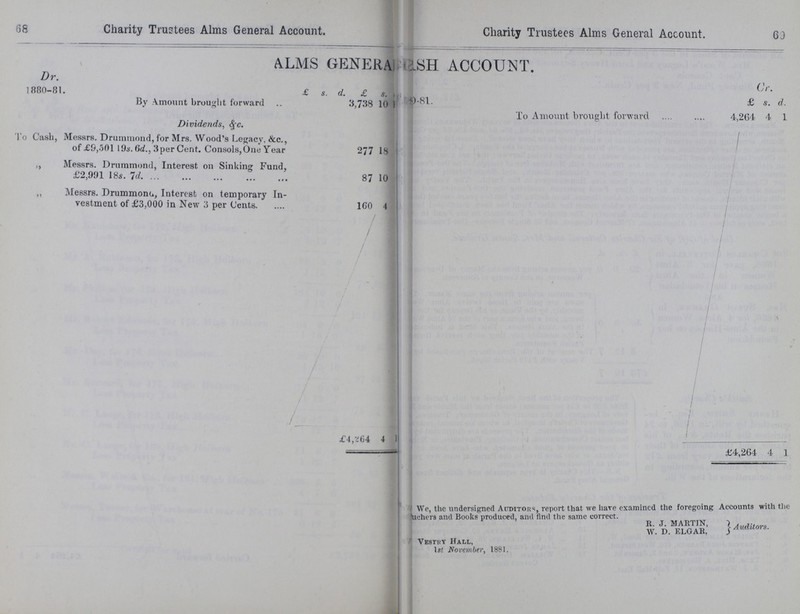 68 Charity Trustees Alms General Account.
Dr.
1880-81. £ s. d. £ s.
By Amount brought forward .. 3,738 10
Dividends, &c.
To Cash, Messrs. Drummond, for Mrs. Wood's Legacy, &c.,
of £9,501 19s. 6d., 3 per Cent. Consols, One Year 277 18
,, Messrs. Drummond, Interest on Sinking Fund,
£2,991 18s. 7d. ... ... ... ... ... 87 10
,, Messrs. Drummond, Interest on temporary In-
vestment of £3,000 in New 3 per Cents. .... 160 4
£4,264 4
Charity Trustees Alms General Account. 69
ALMS GENERA SH ACCOUNT.
Cr.
-81. £ s. d.
To Amount brought forward .... .... 4,264 4 1
£4,264 4 1
We, the undersigned AUDITORS, report that we have examined the foregoing Accounts with the
uchers and Books produced, and find the same correct.
R. J. MARTIN,
W. D. ELGAR, } Auditors.
VESTRY HALL,
1st November, 1881.